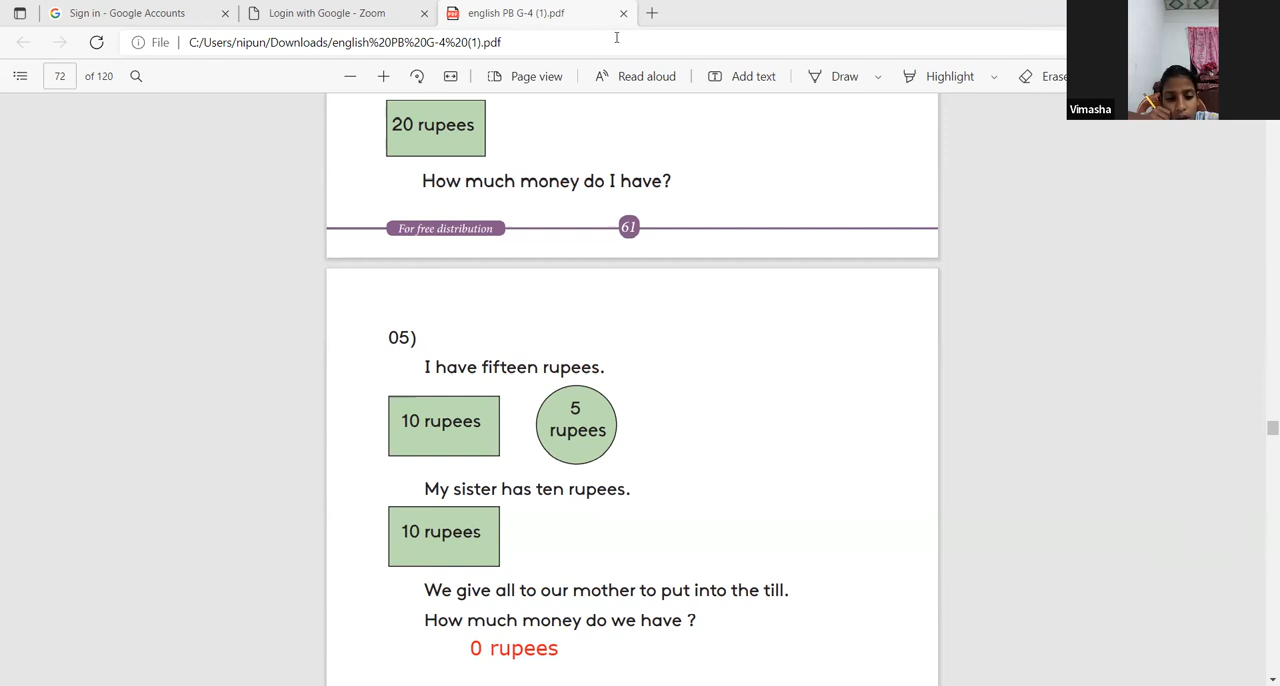 Sign in - Google Accounts
Login with Google - Zoom
english PB G-4 (1).pdf
File
C:/Users/nipun/Downloads/english%20PB%20G-4%20(1).pdf
72 of 120
Page view
Read aloud
Add text
Draw
Highlight
Erase
Vimasha
20 rupees
How much money do I have?
For free distribution
61
05)
I have fifteen rupees.
10 rupees
5
rupees
My sister has ten rupees.
10 rupees
We give all to our mother to put into the till.
How much money do we have ?
0 rupees